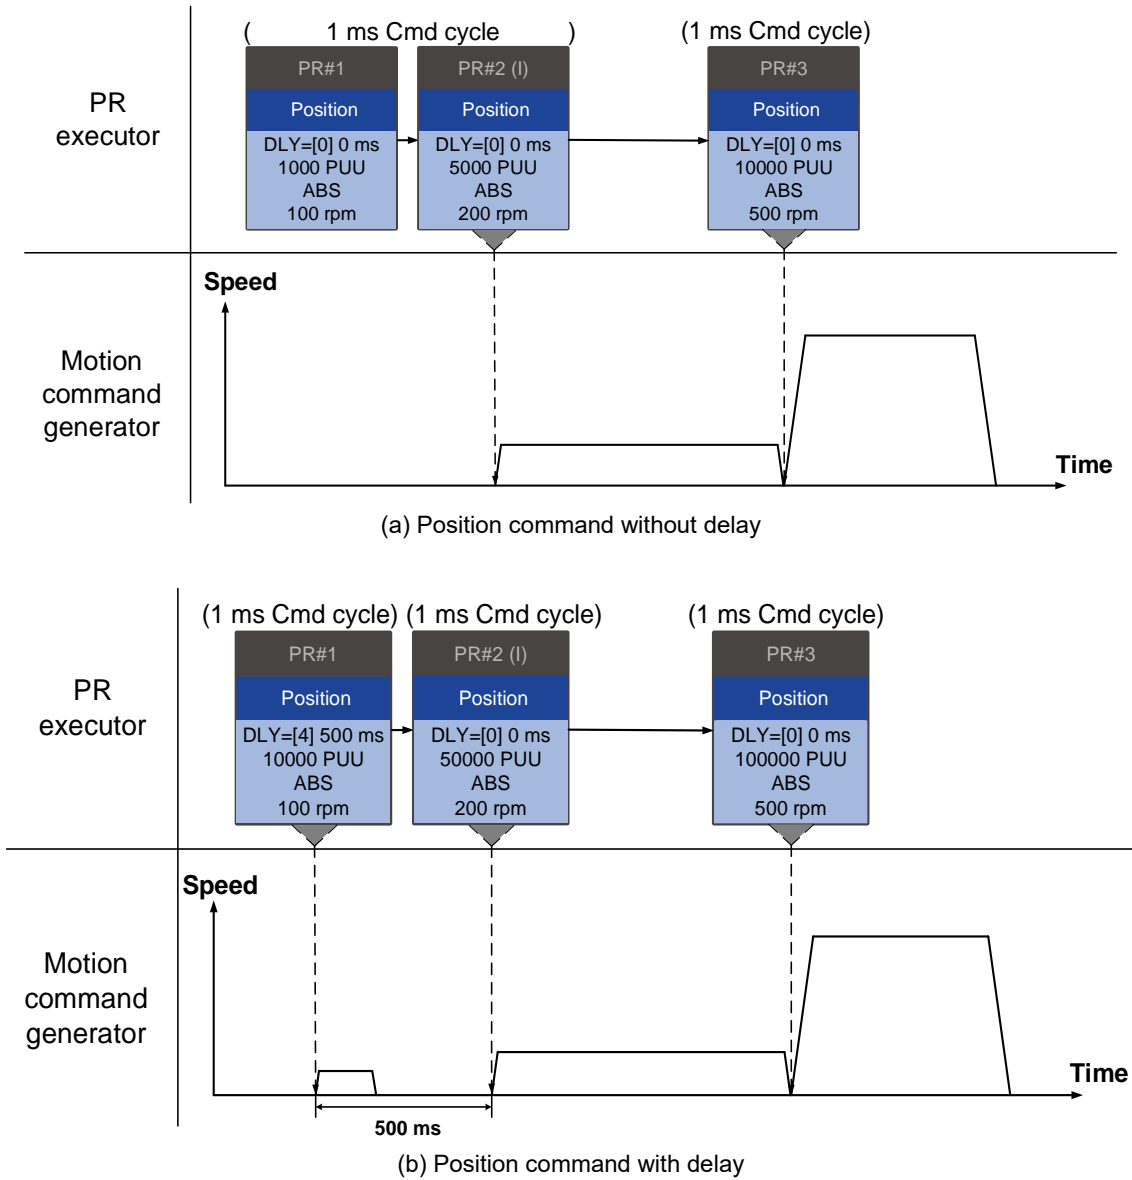 ( 1 ms Cmd cycle ) (1 ms Cmd cycle)
PR
executor
PR#1
Position
DLY=[0] 0 ms
1000 PUU
ABS
100 rpm
PR#2 (I)
Position
DLY=[0] 0 ms
5000 PUU
ABS
200 rpm
PR#3
Position
DLY=[0] 0 ms
10000 PUU
ABS
500 rpm
Motion
command
generator
Speed
Time
(a) Position command without delay
(1 ms Cmd cycle) (1 ms Cmd cycle) (1 ms Cmd cycle)
PR
executor
PR#1
Position
DLY=[4] 500 ms
10000 PUU
ABS
100 rpm
PR#2 (I)
Position
DLY=[0] 0 ms
50000 PUU
ABS
200 rpm
PR#3
Position
DLY=[0] 0 ms
100000 PUU
ABS
500 rpm
Motion
command
generator
Speed
Time
500 ms
(b) Position command with delay